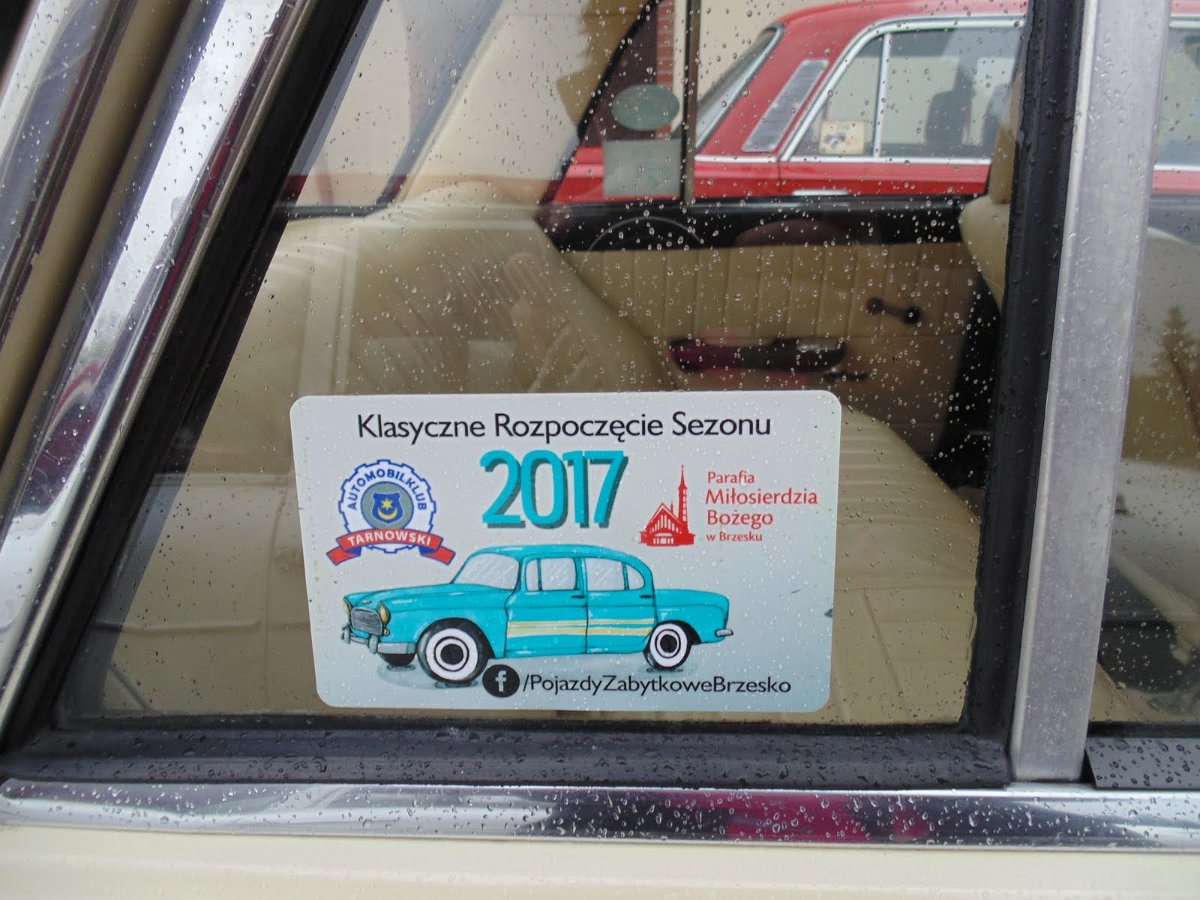 Klasyczne Rozpoczęcie Sezonu
2017
AUTOMOBILKLUB
TARNOWSKI
Parafia
Miłosierdzia
Bożego
w Brzesku
f/PojazdyZabytkoweBrzesko